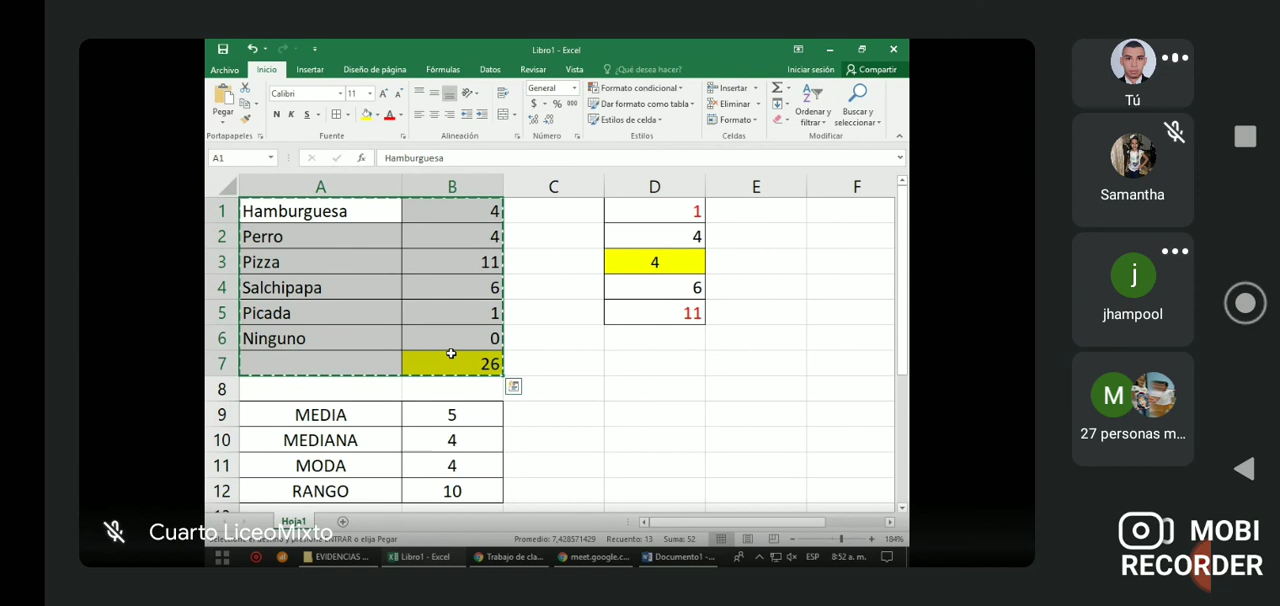 Libro1 - Excel
Archivo Inicio Insertar Diseño de página Fórmulas Datos Revisar Vista ¿Qué desea hacer? Iniciar sesión Compartir
Calibri 11 General
Pegar
N K S
$ % 000
Formato condicional
Dar formato como tabla
Estilos de celda
Insertar
Eliminar
Formato
Ordenar y filtrar
Buscar y seleccionar
Portapapeles Fuente Alineación Número Estilos Celdas Modificar
A1 fx Hamburguesa
A B C D E F
1 Hamburguesa 4 1
2 Perro 4 4
3 Pizza 11 4
4 Salchipapa 6 6
5 Picada 1 11
6 Ninguno 0
7 26
8
9 MEDIA 5
10 MEDIANA 4
11 MODA 4
12 RANGO 10
Hoja1
Cuarto LiceoMixto
Promedio: 7,428571429 Recuento: 13 Suma: 52 184%
EVIDENCIAS ... Libro1 - Excel Trabajo de cla... meet.google.c... Documento1 -... ESP 8:52 a. m.
Tú
Samantha
j
jhampool
M
27 personas m...
MOBI
RECORDER